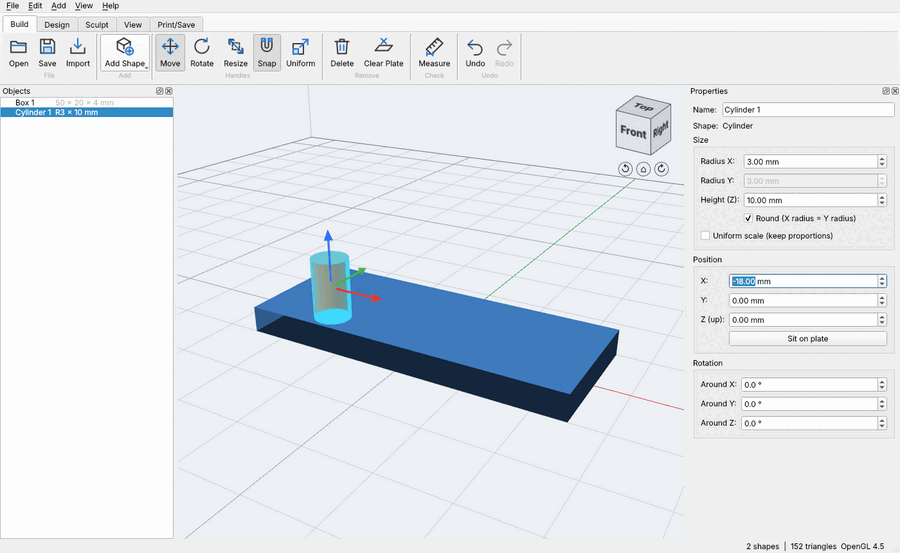 File Edit Add View Help
Build Design Sculpt View Print/Save
Open Save Import Add Shape Move Rotate Resize Snap Uniform Delete Clear Plate Measure Undo Redo
File Add Handles Remove Check Undo
Objects
Box 1 50 × 20 × 4 mm
Cylinder 1 R3 × 10 mm
Top
Front
Right
Properties
Name: Cylinder 1
Shape: Cylinder
Size
Radius X: 3.00 mm
Radius Y: 3.00 mm
Height (Z): 10.00 mm
Round (X radius = Y radius)
Uniform scale (keep proportions)
Position
X: -18.00 mm
Y: 0.00 mm
Z (up): 0.00 mm
Sit on plate
Rotation
Around X: 0.0 °
Around Y: 0.0 °
Around Z: 0.0 °
2 shapes | 152 triangles OpenGL 4.5